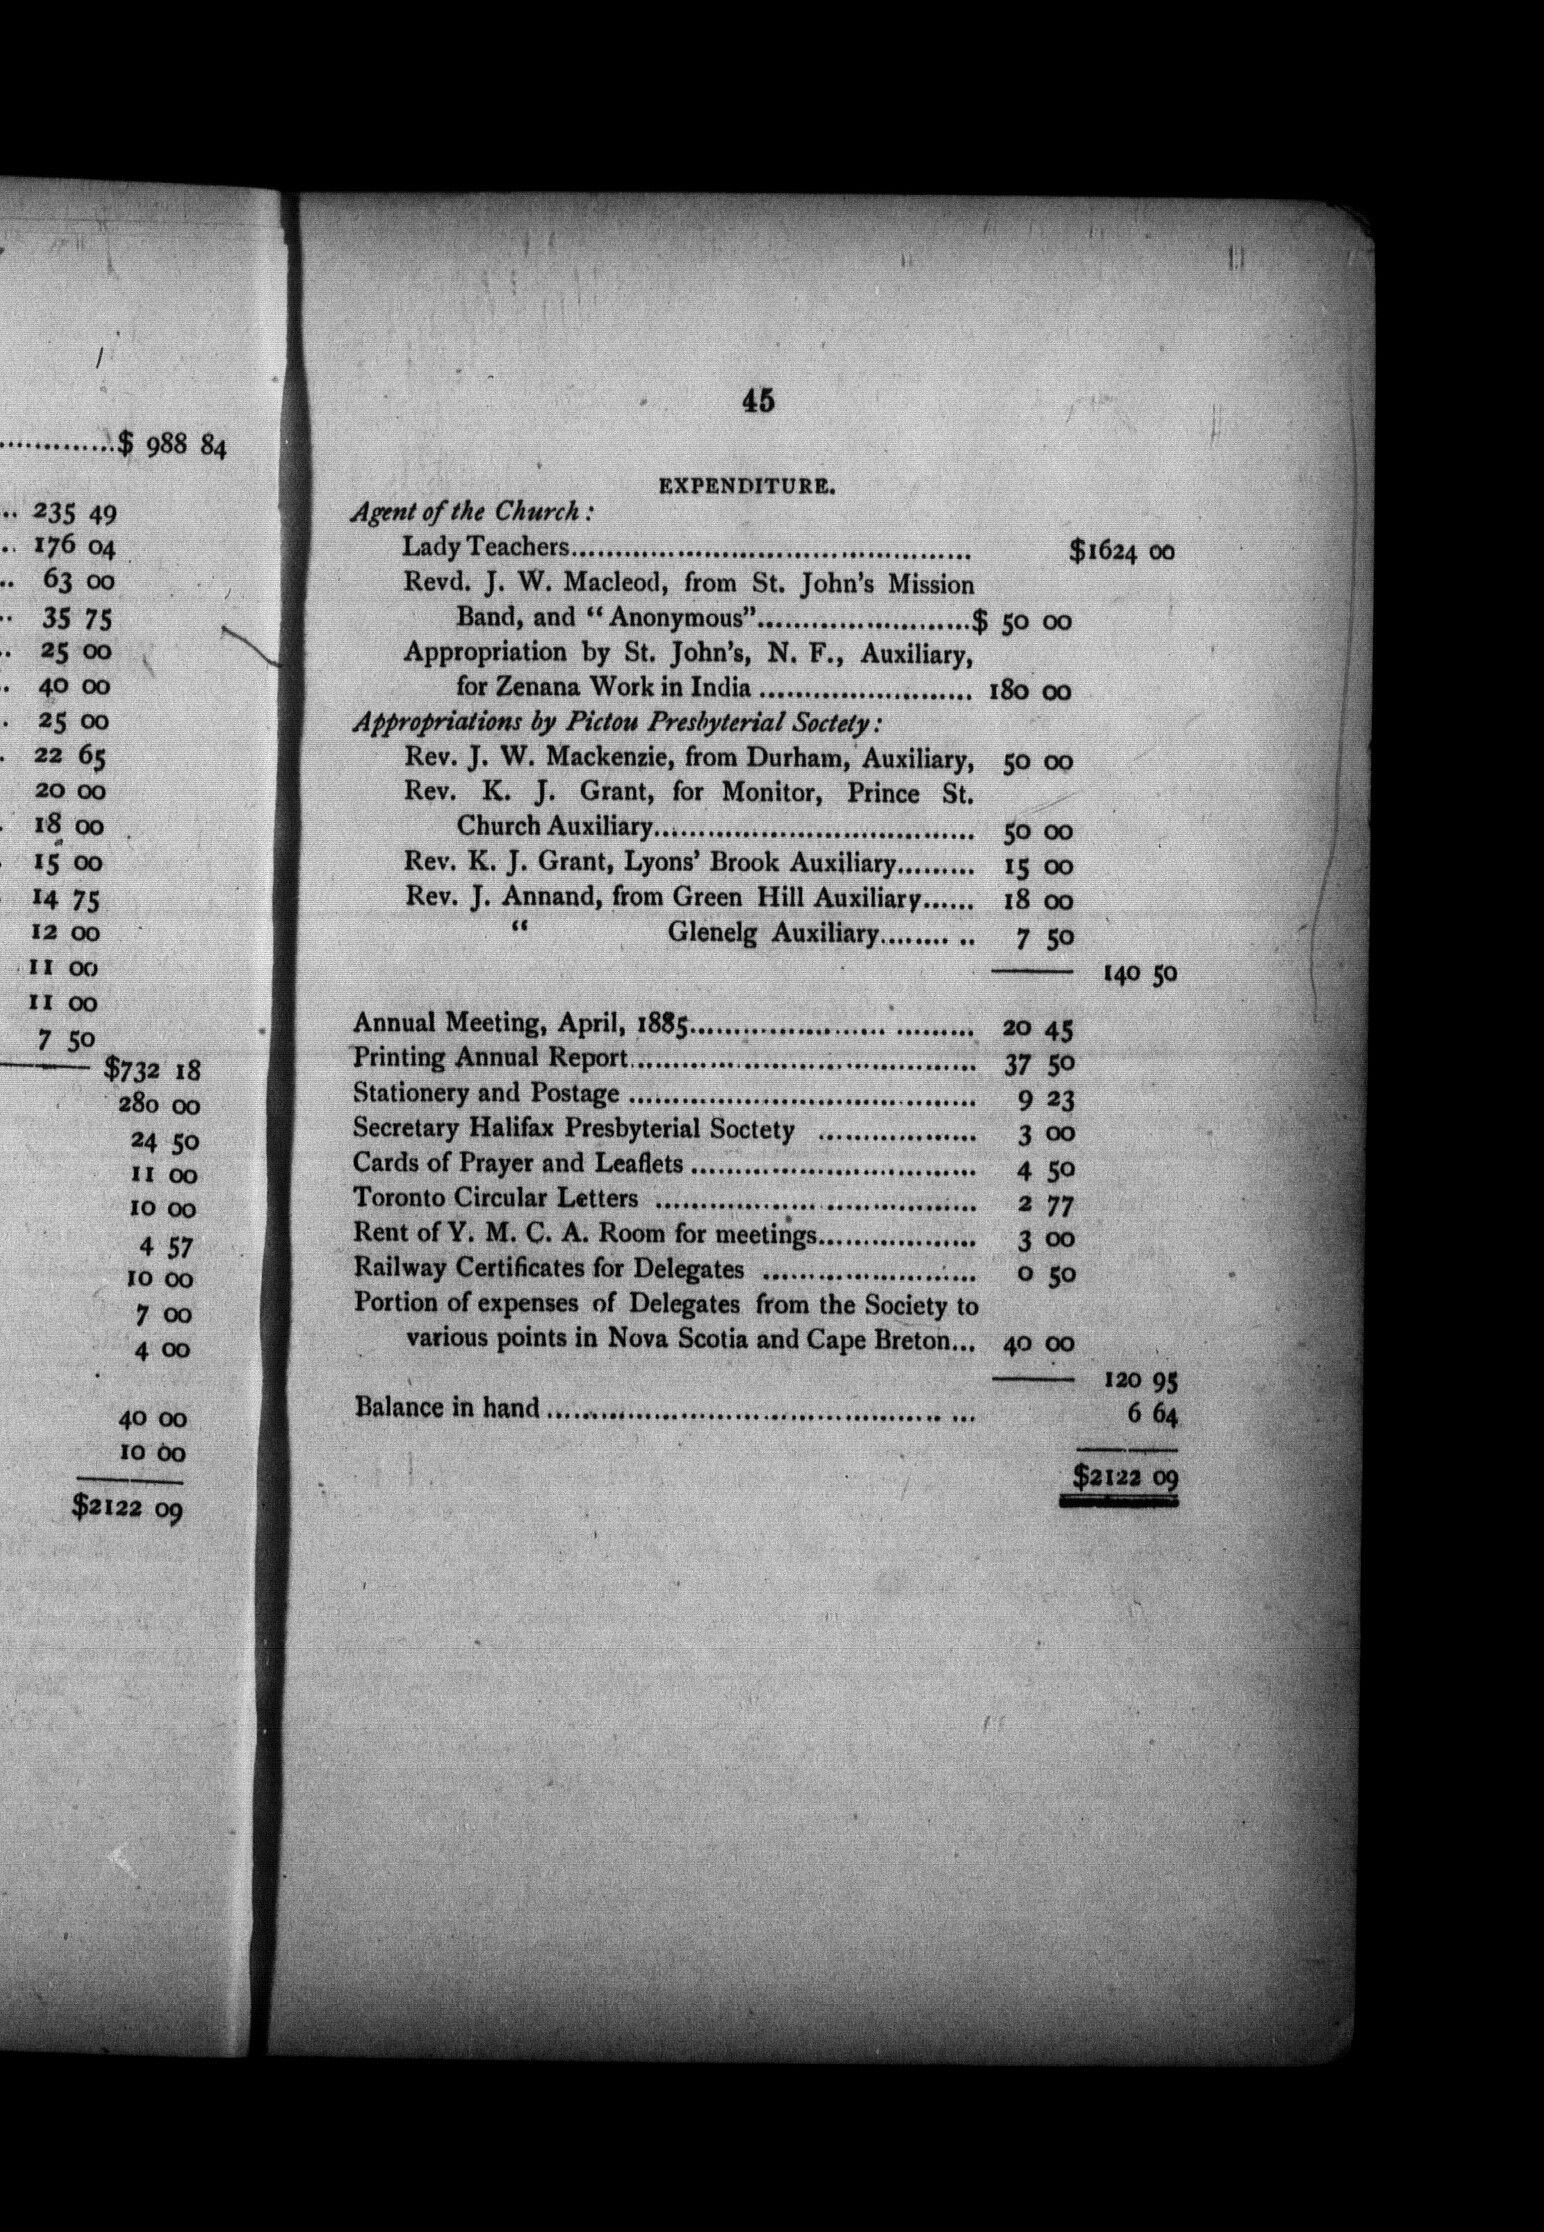 .............$ 988 84
... 235 49
.. 176 04
... 63 00
.. 35 75
.. 25 00
.. 40 00
. 25 00
. 22 65
20 00
. 18 00
. 15 00
. 14 75
12 00
11 00
11 00
7 50
$732 18
280 00
24 50
11 00
10 00
4 57
10 00
7 00
4 00
40 00
10 00
$2122 09
45
EXPENDITURE.
Agent of the Church :
Lady Teachers............................................. $1624 00
Revd. J. W. Macleod, from St. John's Mission
Band, and “ Anonymous”........................$ 50 00
Appropriation by St. John's, N. F., Auxiliary,
for Zenana Work in India ........................ 180 00
Appropriations by Pictou Presbyterial Soctety :
Rev. J. W. Mackenzie, from Durham, Auxiliary, 50 00
Rev. K. J. Grant, for Monitor, Prince St.
Church Auxiliary.................................... 50 00
Rev. K. J. Grant, Lyons' Brook Auxiliary......... 15 00
Rev. J. Annand, from Green Hill Auxiliary...... 18 00
“ Glenelg Auxiliary........ .. 7 50
140 50
Annual Meeting, April, 1885...................... ......... 20 45
Printing Annual Report....................................... 37 50
Stationery and Postage ....................................... 9 23
Secretary Halifax Presbyterial Soctety .................. 3 00
Cards of Prayer and Leaflets ................................ 4 50
Toronto Circular Letters .................................... 2 77
Rent of Y. M. C. A. Room for meetings.................. 3 00
Railway Certificates for Delegates ........................ 0 50
Portion of expenses of Delegates from the Society to
various points in Nova Scotia and Cape Breton... 40 00
120 95
Balance in hand ............................................. ... 6 64
$2122 09